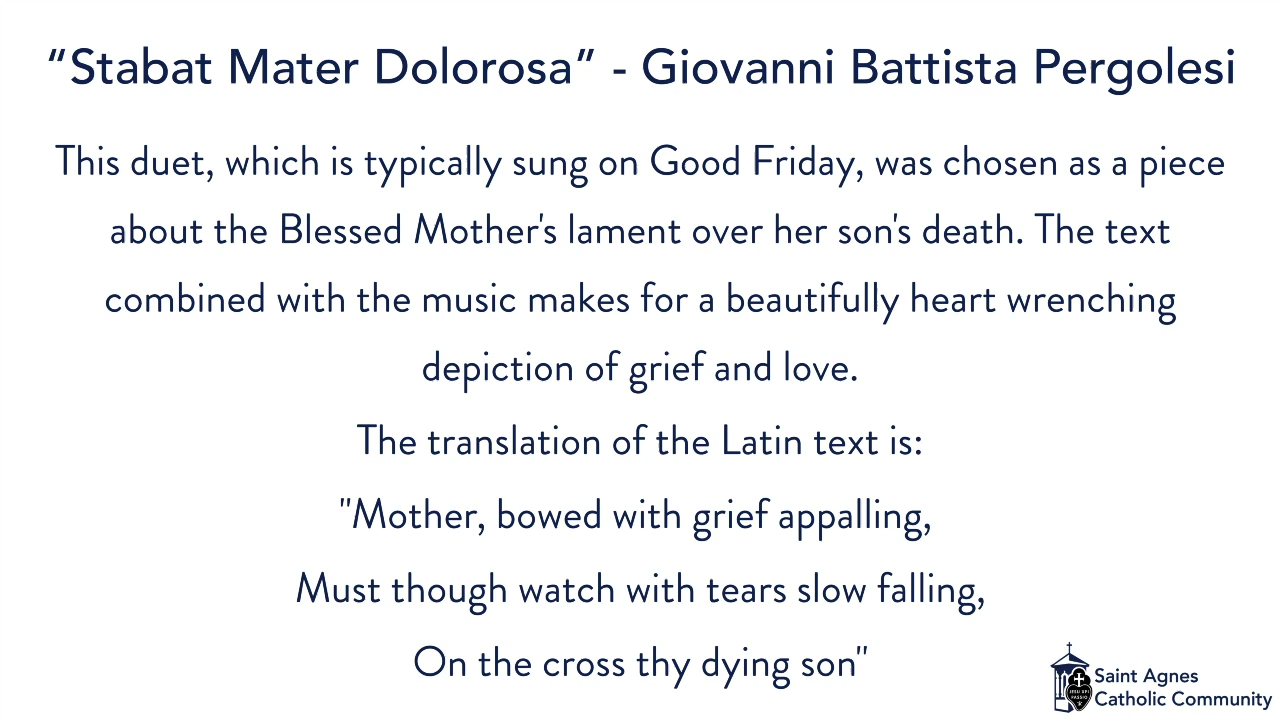 “Stabat Mater Dolorosa” - Giovanni Battista Pergolesi
This duet, which is typically sung on Good Friday, was chosen as a piece
about the Blessed Mother's lament over her son's death. The text
combined with the music makes for a beautifully heart wrenching
depiction of grief and love.
The translation of the Latin text is:
"Mother, bowed with grief appalling,
Must though watch with tears slow falling,
On the cross thy dying son"
JESU XPI
PASSIO
Saint Agnes
Catholic Community